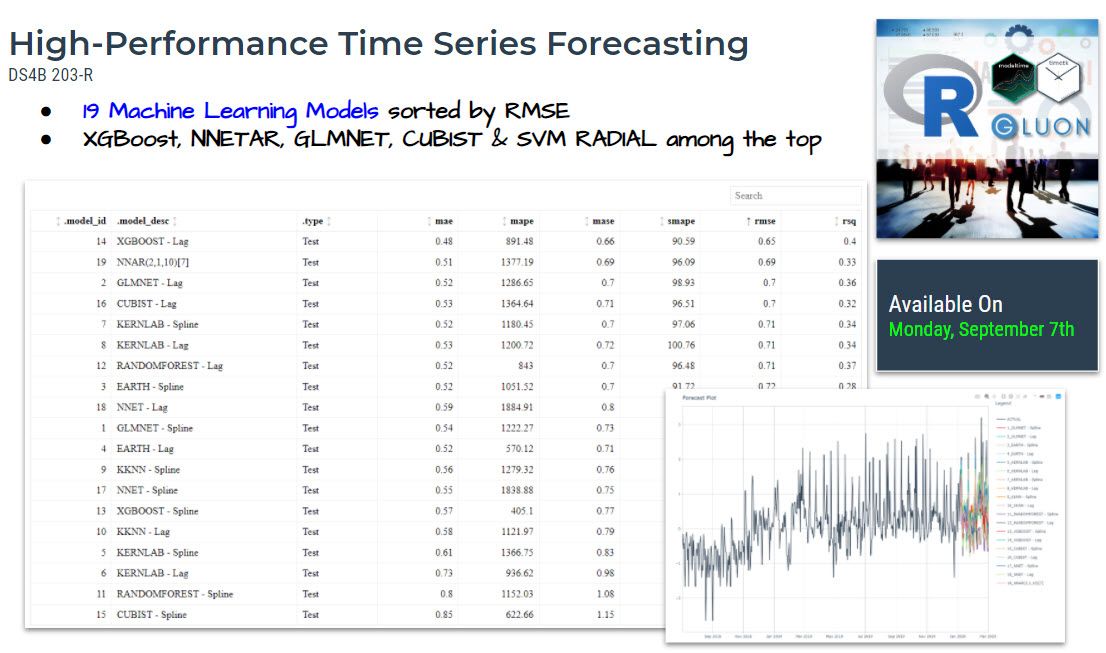 High-Performance Time Series Forecasting
DS4B 203-R
● 19 Machine Learning Models sorted by RMSE
● XGBoost, NNETAR, GLMNET, CUBIST & SVM RADIAL among the top
modeltime
timetk
R
GLUON
Available On
Monday, September 7th
Search
.model_id .model_desc .type mae mape mase smape rmse rsq
14 XGBOOST - Lag Test 0.48 891.48 0.66 90.59 0.65 0.4
19 NNAR(2,1,10)[7] Test 0.51 1377.19 0.69 96.09 0.69 0.33
2 GLMNET - Lag Test 0.52 1286.65 0.7 98.93 0.7 0.36
16 CUBIST - Lag Test 0.53 1364.64 0.71 96.51 0.7 0.32
7 KERNLAB - Spline Test 0.52 1180.45 0.7 97.06 0.71 0.34
8 KERNLAB - Lag Test 0.53 1200.72 0.72 100.76 0.71 0.34
12 RANDOMFOREST - Lag Test 0.52 843 0.7 96.48 0.71 0.37
3 EARTH - Spline Test 0.52 1051.52 0.7 91.72 0.72 0.28
18 NNET - Lag Test 0.59 1884.91 0.8
1 GLMNET - Spline Test 0.54 1222.27 0.73
4 EARTH - Lag Test 0.52 570.12 0.71
9 KKNN - Spline Test 0.56 1279.32 0.76
17 NNET - Spline Test 0.55 1838.88 0.75
13 XGBOOST - Spline Test 0.57 405.1 0.77
10 KKNN - Lag Test 0.58 1121.97 0.79
5 KERNLAB - Spline Test 0.61 1366.75 0.83
6 KERNLAB - Lag Test 0.73 936.62 0.98
11 RANDOMFOREST - Spline Test 0.8 1152.03 1.08
15 CUBIST - Spline Test 0.85 622.66 1.15
Forecast Plot
Legend
ACTUAL